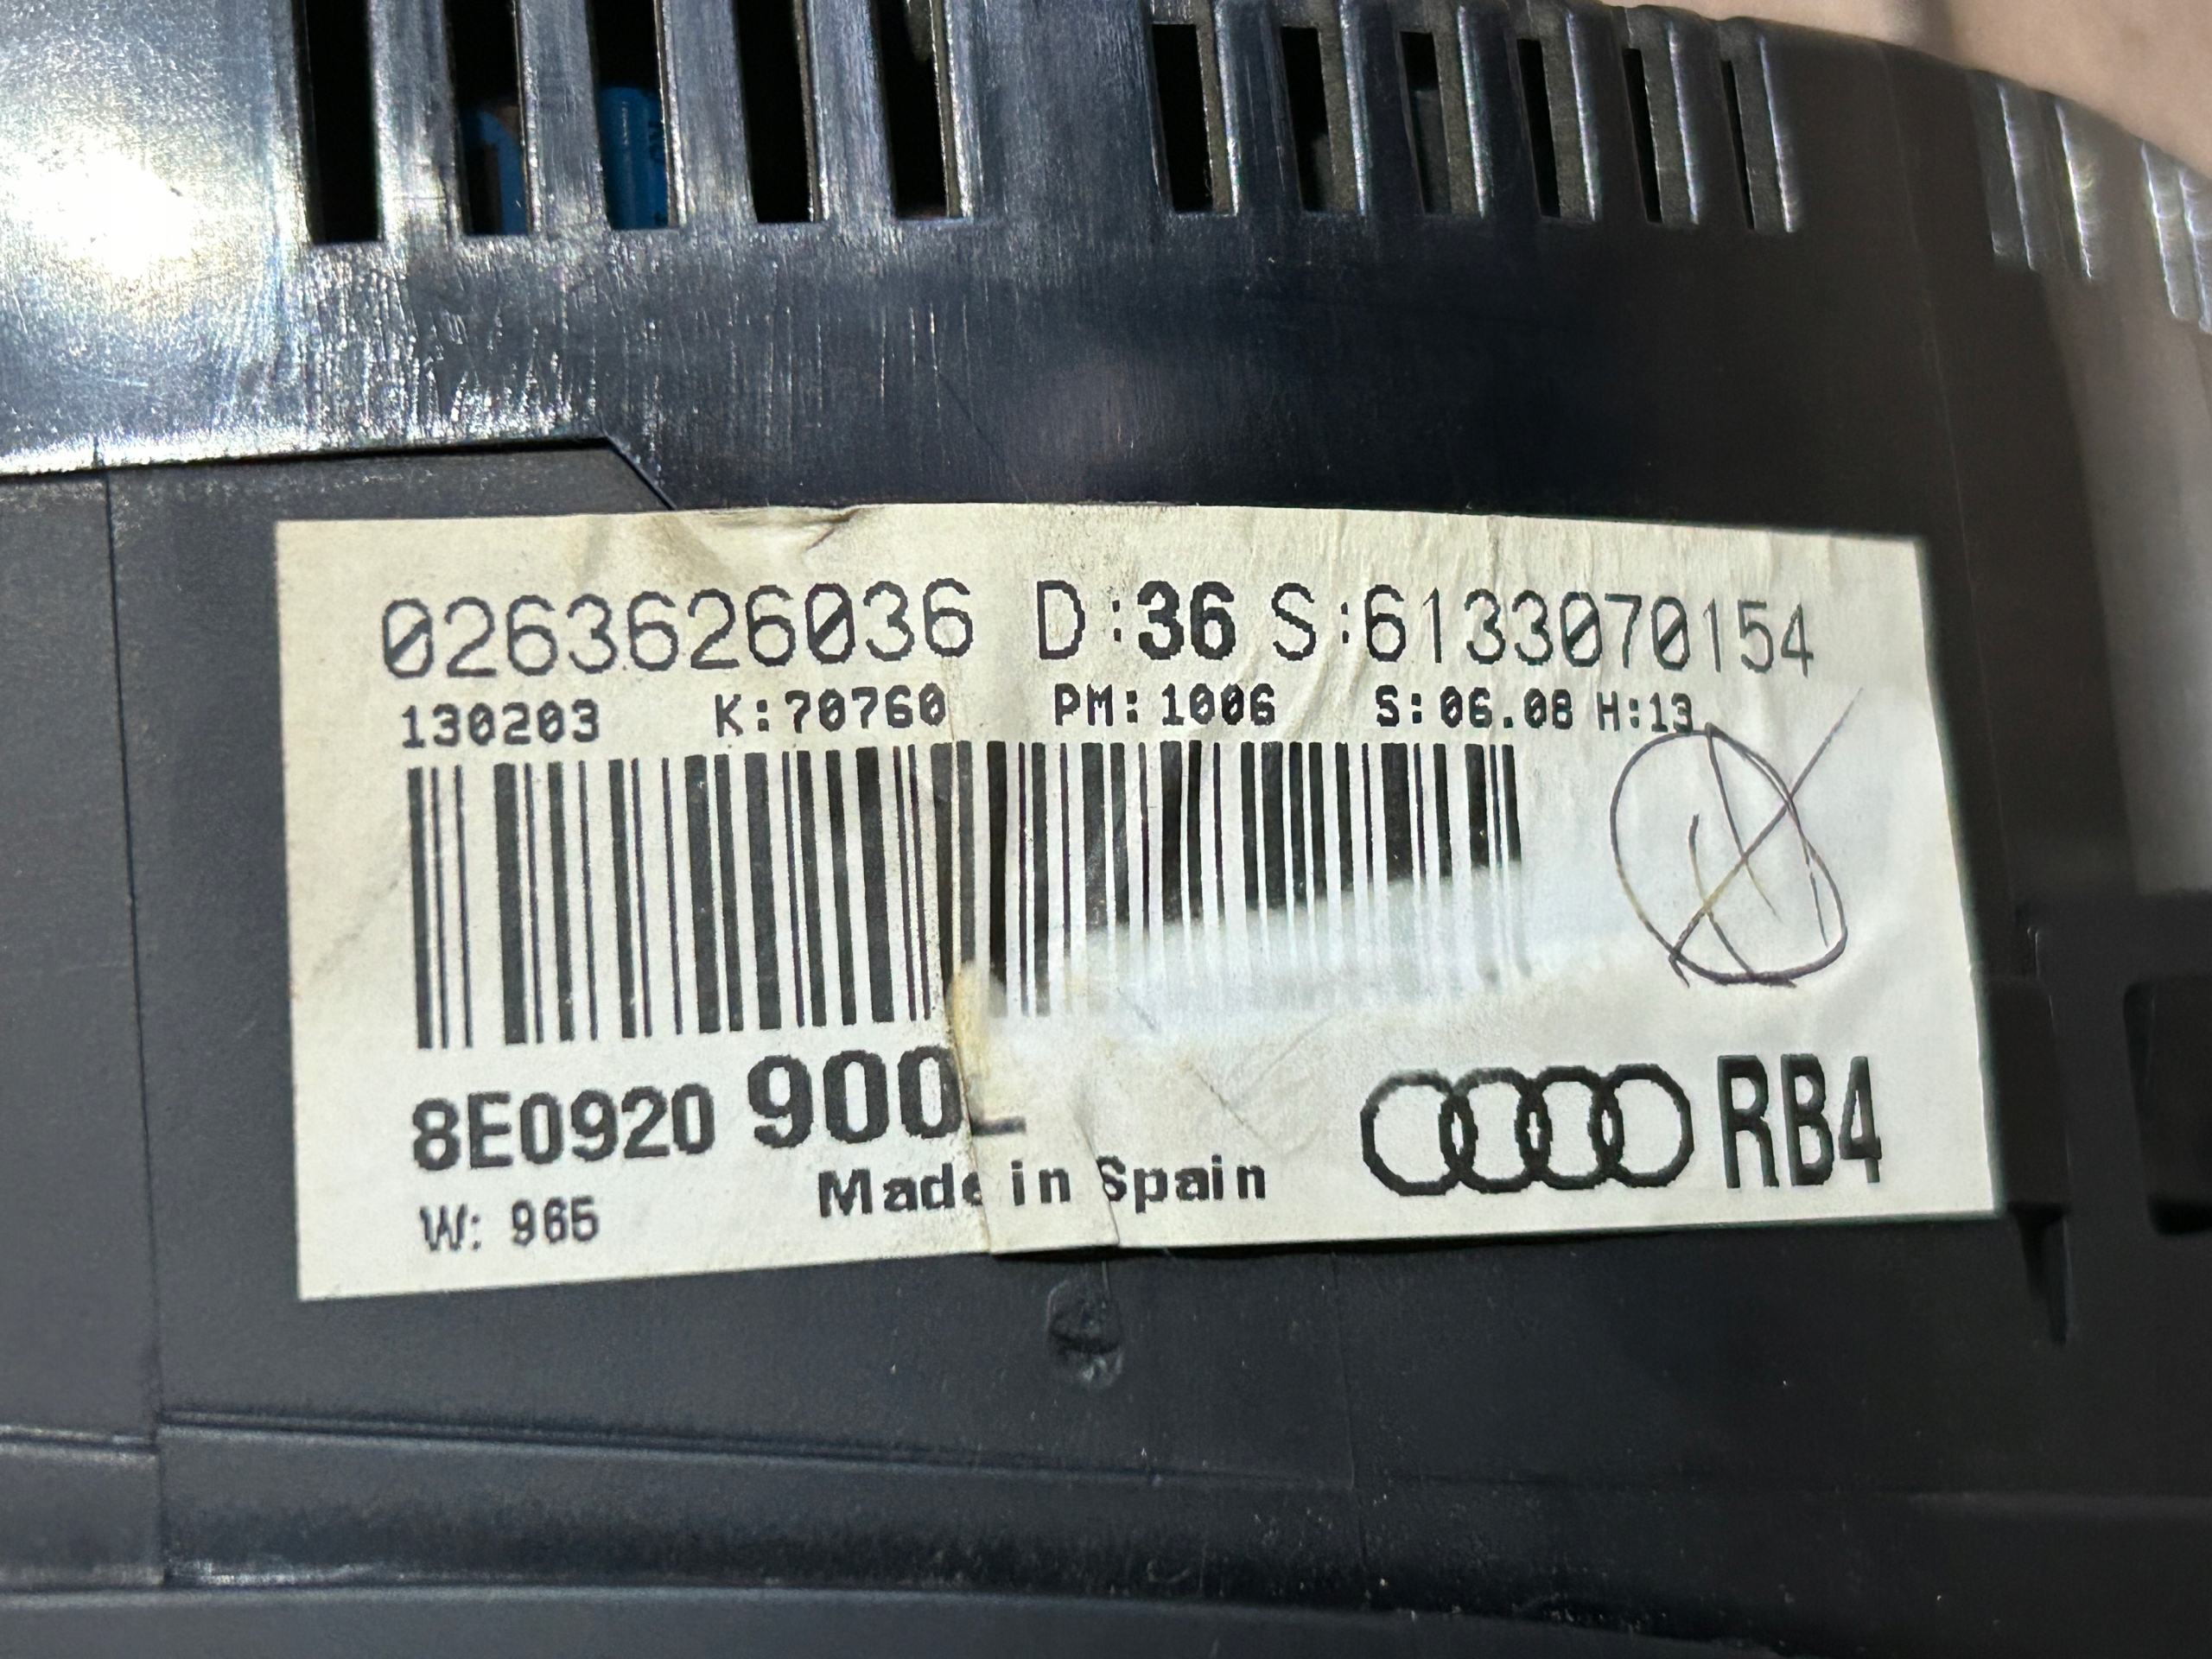 0263626036 D:36 S:6133070154
130203 K:70760 PM:1006 S:06.08 H:13
8E0920 900L
Made in Spain
RB4
W: 965